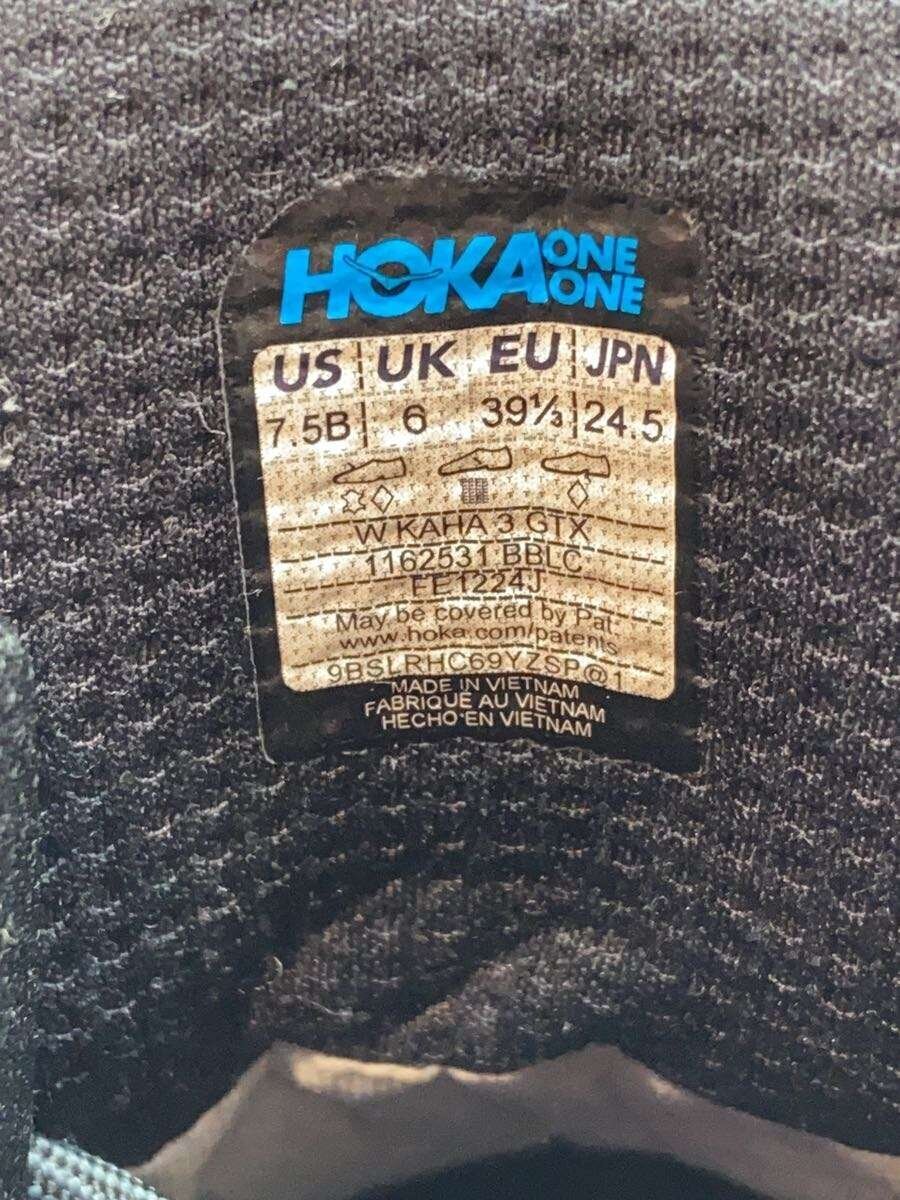 HOKA ONE ONE
US UK EU JPN
7.5B 6 39⅓ 24.5
W KAHA 3 GTX
1162531 BBLC
FE1224J
May be covered by Pat.
www.hoka.com/patents
9BSLRHC69YZSP@1
MADE IN VIETNAM
FABRIQUE AU VIETNAM
HECHO EN VIETNAM